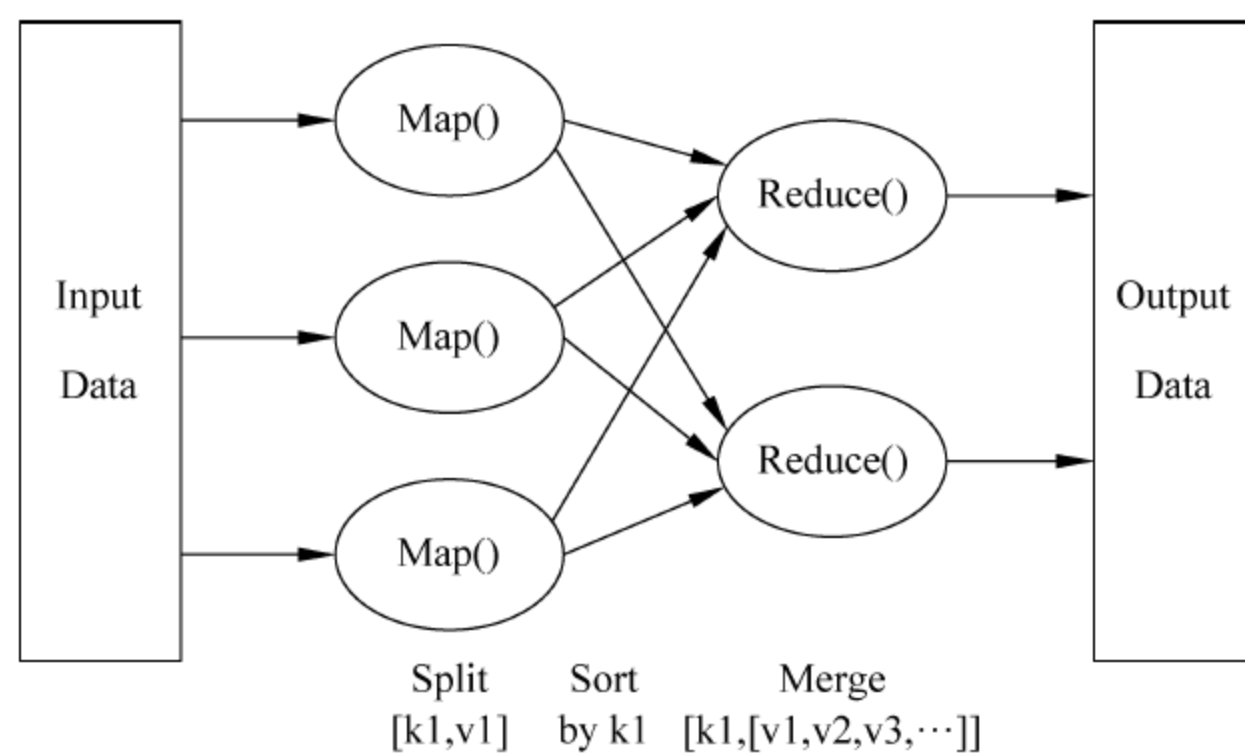 Input
Data
Map()
Map()
Map()
Reduce()
Reduce()
Output
Data
Split
[k1,v1]
Sort
by k1
Merge
[k1,[v1,v2,v3,⋯]]